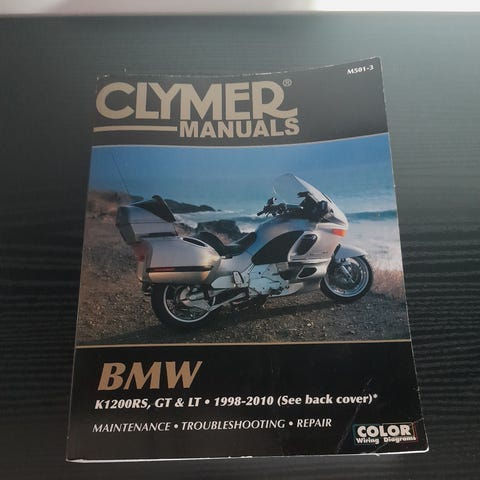 M501-3
CLYMER®
MANUALS
BMW
K1200RS, GT & LT • 1998-2010 (See back cover)*
MAINTENANCE • TROUBLESHOOTING • REPAIR
COLOR
Wiring Diagrams